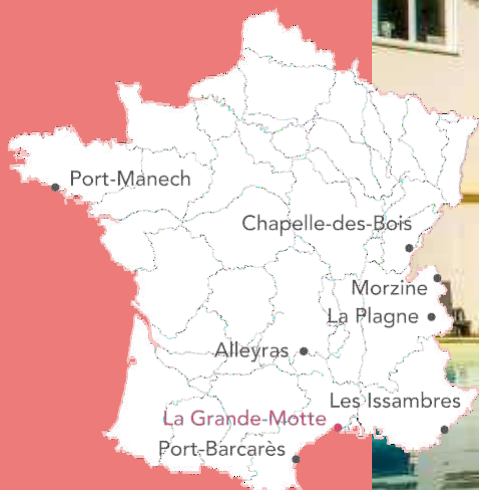 Port-Manech
Chapelle-des-Bois
Morzine
La Plagne
Alleyras
Les Issambres
La Grande-Motte
Port-Barcarès